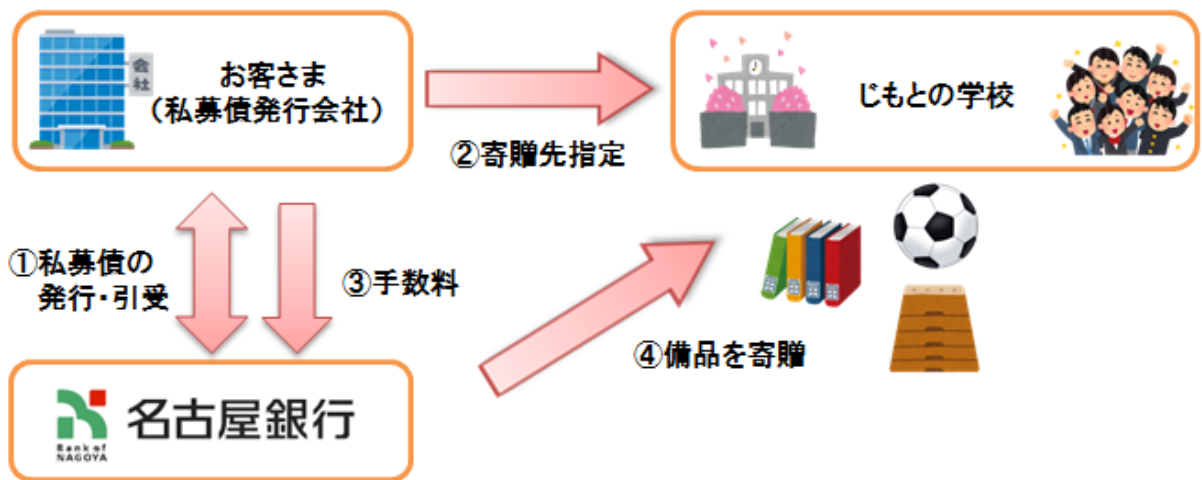 会社
お客さま
（私募債発行会社）
じもとの学校
②寄贈先指定
①私募債の
発行・引受
③手数料
④備品を寄贈
名古屋銀行
Bank of
NAGOYA